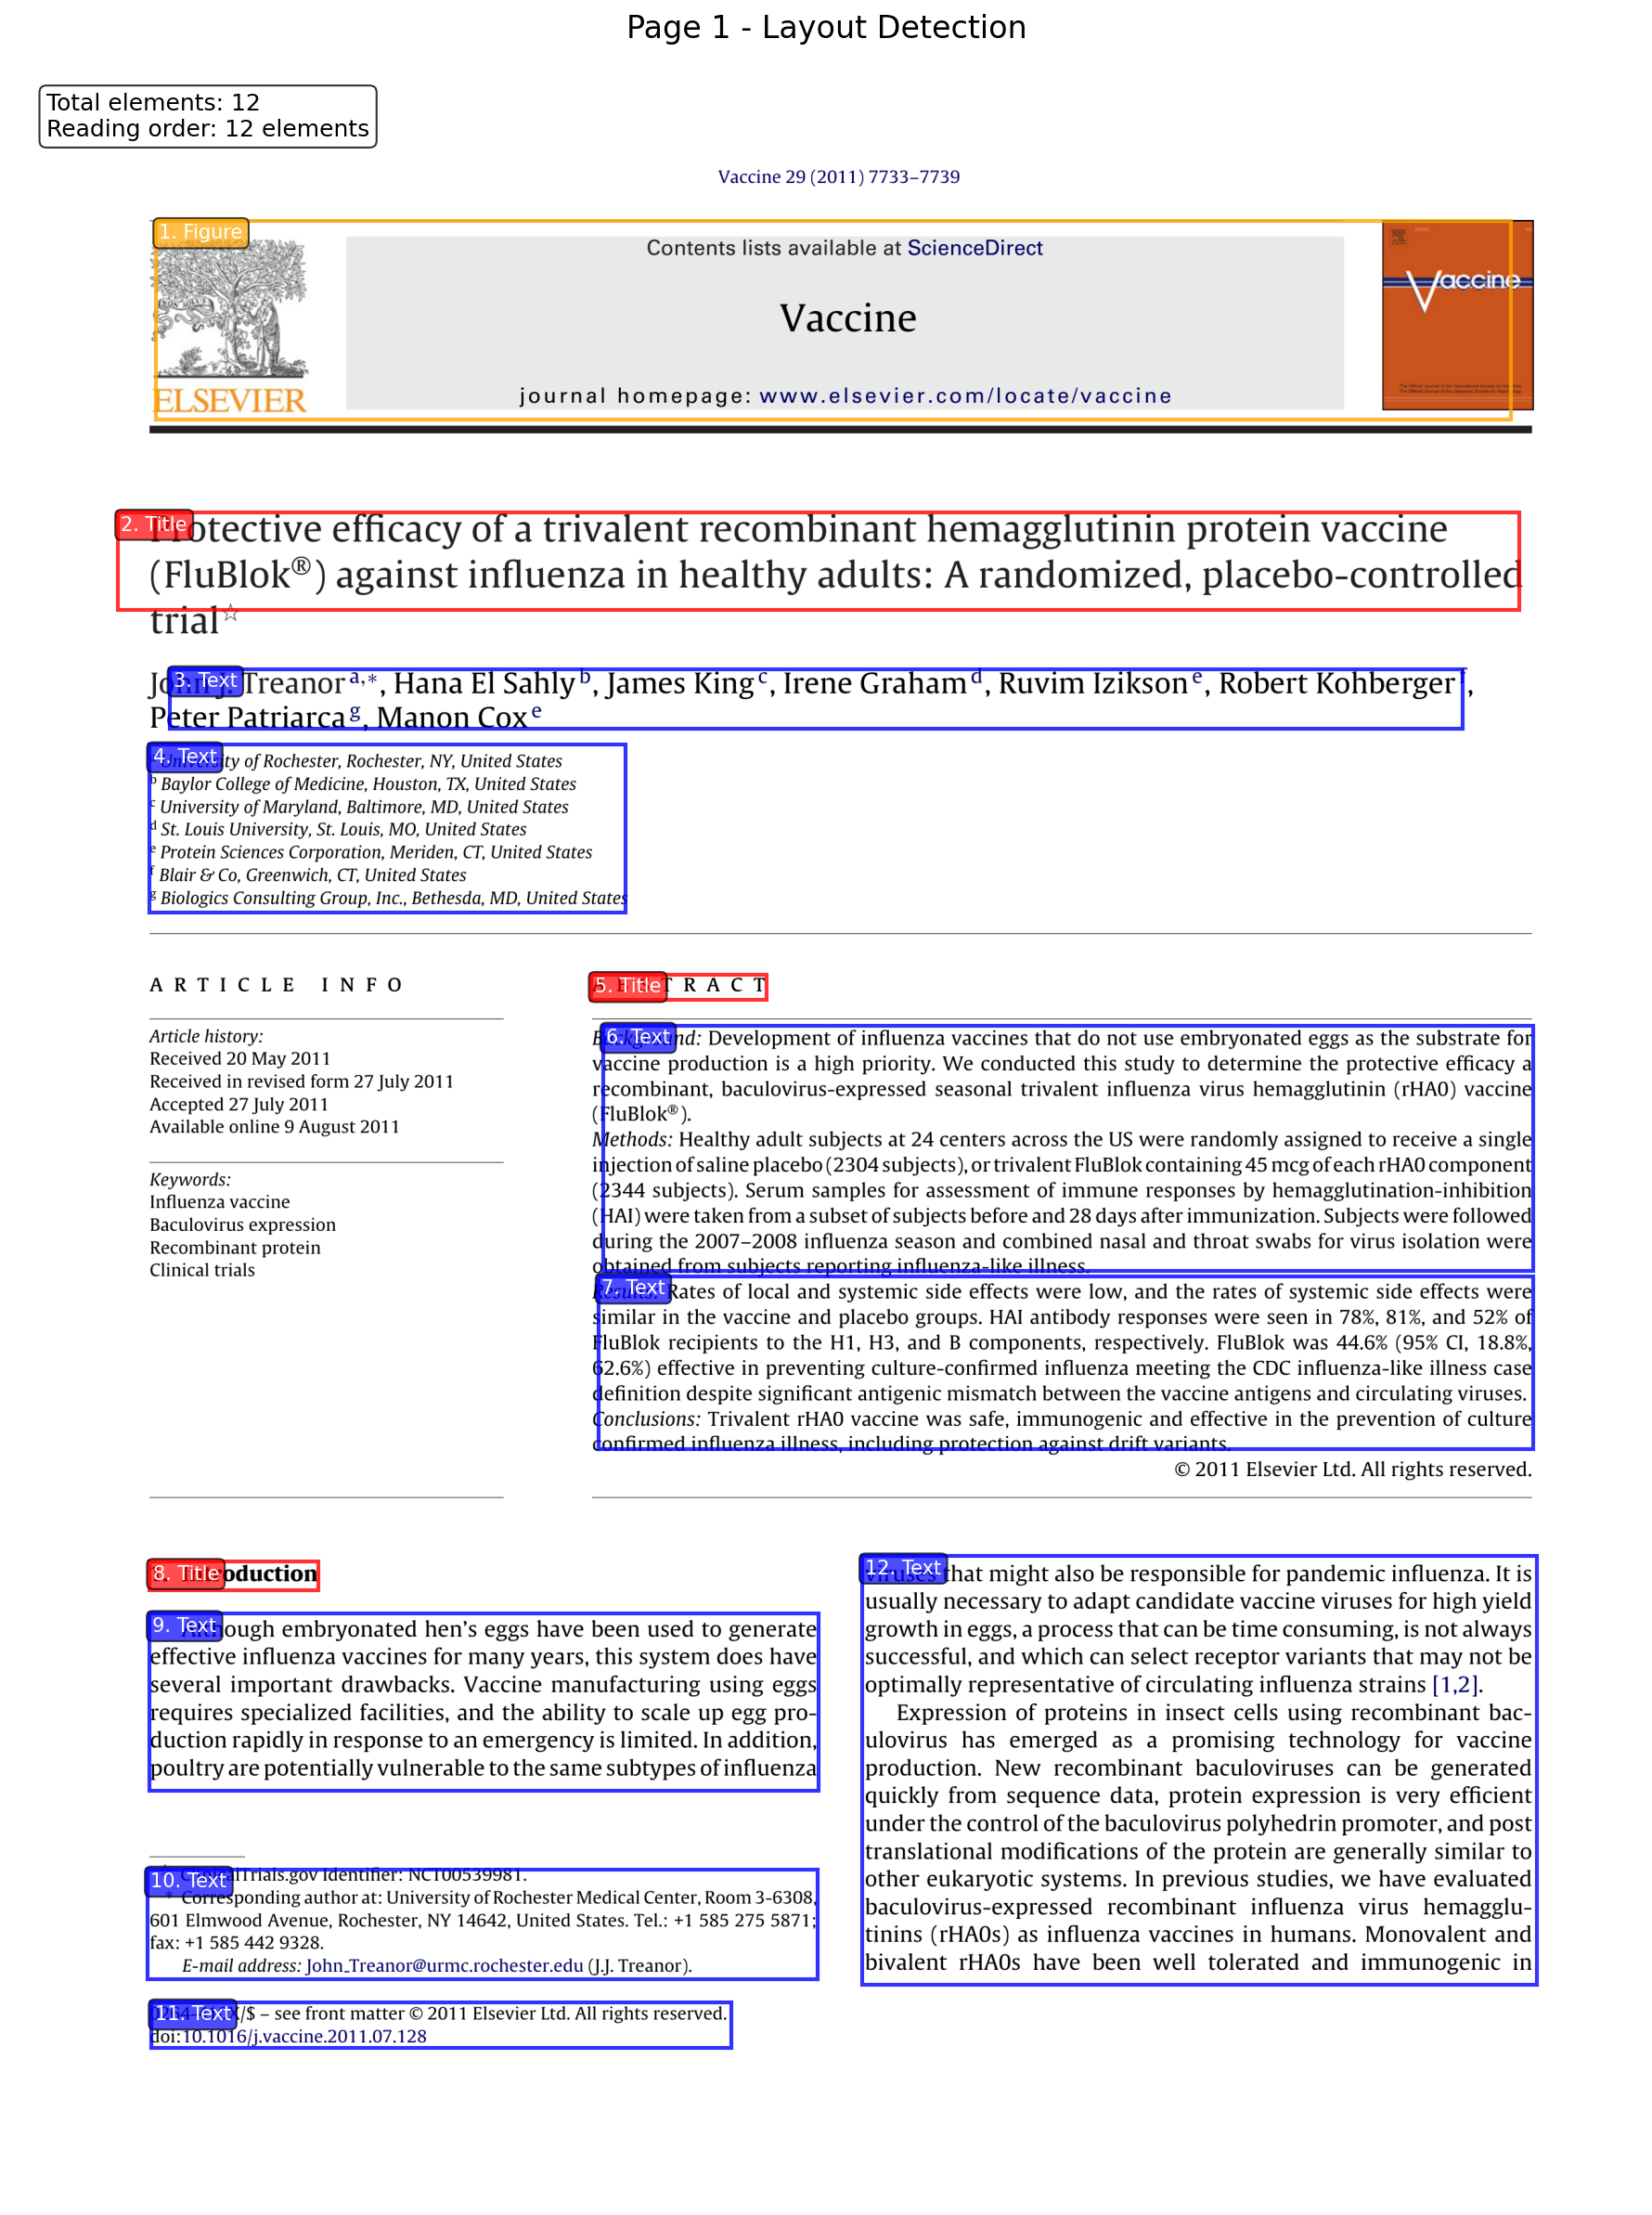 Page 1 - Layout Detection
Total elements: 12
Reading order: 12 elements
Vaccine 29 (2011) 7733–7739
1. Figure
ELSEVIER
Contents lists available at ScienceDirect
Vaccine
journal homepage: www.elsevier.com/locate/vaccine
Vaccine
2. Title
Protective efficacy of a trivalent recombinant hemagglutinin protein vaccine
(FluBlok®) against influenza in healthy adults: A randomized, placebo-controlled
trial☆
3. Text
John J. Treanor a,∗, Hana El Sahly b, James King c, Irene Graham d, Ruvim Izikson e, Robert Kohberger f,
Peter Patriarca g, Manon Cox e
4. Text
a University of Rochester, Rochester, NY, United States
b Baylor College of Medicine, Houston, TX, United States
c University of Maryland, Baltimore, MD, United States
d St. Louis University, St. Louis, MO, United States
e Protein Sciences Corporation, Meriden, CT, United States
f Blair & Co, Greenwich, CT, United States
g Biologics Consulting Group, Inc., Bethesda, MD, United States
ARTICLE INFO
Article history:
Received 20 May 2011
Received in revised form 27 July 2011
Accepted 27 July 2011
Available online 9 August 2011
Keywords:
Influenza vaccine
Baculovirus expression
Recombinant protein
Clinical trials
5. Title
ABSTRACT
6. Text
Background: Development of influenza vaccines that do not use embryonated eggs as the substrate for
vaccine production is a high priority. We conducted this study to determine the protective efficacy a
recombinant, baculovirus-expressed seasonal trivalent influenza virus hemagglutinin (rHA0) vaccine
(FluBlok®).
Methods: Healthy adult subjects at 24 centers across the US were randomly assigned to receive a single
injection of saline placebo (2304 subjects), or trivalent FluBlok containing 45 mcg of each rHA0 component
(2344 subjects). Serum samples for assessment of immune responses by hemagglutination-inhibition
(HAI) were taken from a subset of subjects before and 28 days after immunization. Subjects were followed
during the 2007–2008 influenza season and combined nasal and throat swabs for virus isolation were
obtained from subjects reporting influenza-like illness.
7. Text
Results: Rates of local and systemic side effects were low, and the rates of systemic side effects were
similar in the vaccine and placebo groups. HAI antibody responses were seen in 78%, 81%, and 52% of
FluBlok recipients to the H1, H3, and B components, respectively. FluBlok was 44.6% (95% CI, 18.8%,
62.6%) effective in preventing culture-confirmed influenza meeting the CDC influenza-like illness case
definition despite significant antigenic mismatch between the vaccine antigens and circulating viruses.
Conclusions: Trivalent rHA0 vaccine was safe, immunogenic and effective in the prevention of culture
confirmed influenza illness, including protection against drift variants.
© 2011 Elsevier Ltd. All rights reserved.
8. Title
1. Introduction
9. Text
Although embryonated hen's eggs have been used to generate
effective influenza vaccines for many years, this system does have
several important drawbacks. Vaccine manufacturing using eggs
requires specialized facilities, and the ability to scale up egg pro-
duction rapidly in response to an emergency is limited. In addition,
poultry are potentially vulnerable to the same subtypes of influenza
10. Text
ClinicalTrials.gov Identifier: NCT00539981.
∗ Corresponding author at: University of Rochester Medical Center, Room 3-6308,
601 Elmwood Avenue, Rochester, NY 14642, United States. Tel.: +1 585 275 5871;
fax: +1 585 442 9328.
E-mail address: John_Treanor@urmc.rochester.edu (J.J. Treanor).
11. Text
/$ – see front matter © 2011 Elsevier Ltd. All rights reserved.
doi:10.1016/j.vaccine.2011.07.128
12. Text
viruses that might also be responsible for pandemic influenza. It is
usually necessary to adapt candidate vaccine viruses for high yield
growth in eggs, a process that can be time consuming, is not always
successful, and which can select receptor variants that may not be
optimally representative of circulating influenza strains [1,2].
Expression of proteins in insect cells using recombinant bac-
ulovirus has emerged as a promising technology for vaccine
production. New recombinant baculoviruses can be generated
quickly from sequence data, protein expression is very efficient
under the control of the baculovirus polyhedrin promoter, and post
translational modifications of the protein are generally similar to
other eukaryotic systems. In previous studies, we have evaluated
baculovirus-expressed recombinant influenza virus hemagglu-
tinins (rHA0s) as influenza vaccines in humans. Monovalent and
bivalent rHA0s have been well tolerated and immunogenic in